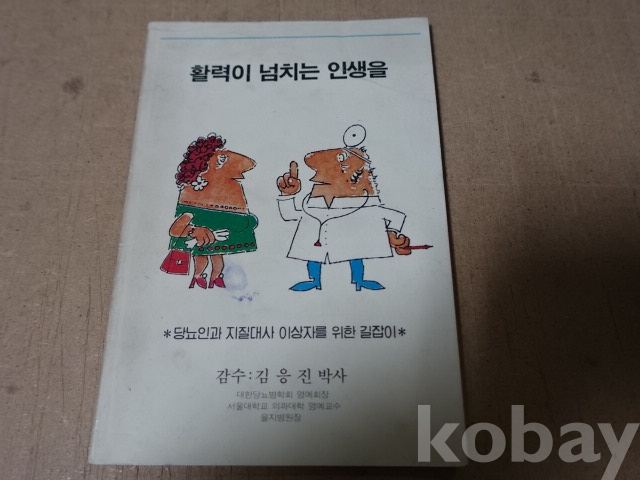 활력이 넘치는 인생을
*당뇨인과 지질대사 이상자를 위한 길잡이*
감수: 김 응 진 박사
대한당뇨병학회 명예회장
서울대학교 의과대학 명예교수
을지병원장
kobay